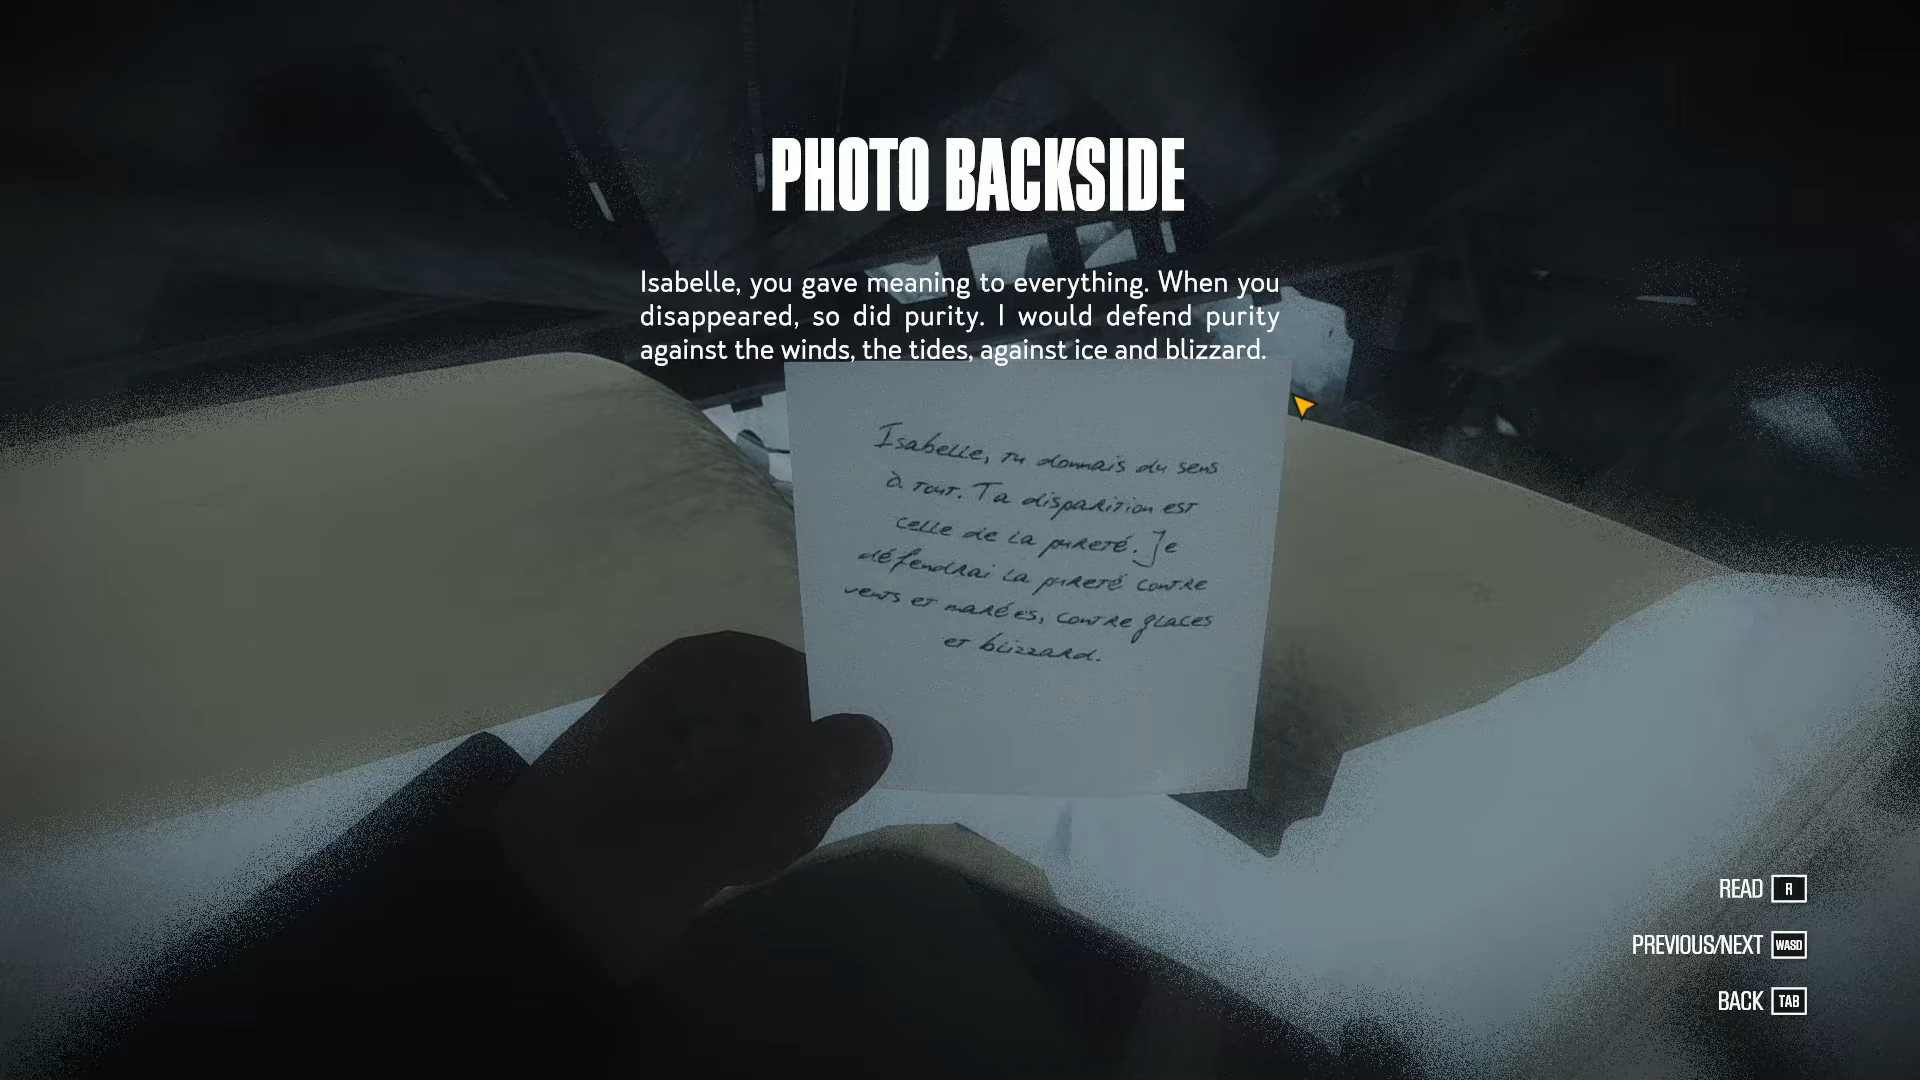 PHOTO BACKSIDE
Isabelle, you gave meaning to everything. When you
disappeared, so did purity. I would defend purity
against the winds, the tides, against ice and blizzard.
Isabelle, tu donnais du sens
à tout. Ta disparition est
celle de la pureté. Je
défendrai la pureté contre
vents et marées, contre glaces
et blizzard.
READ R
PREVIOUS/NEXT WASD
BACK TAB